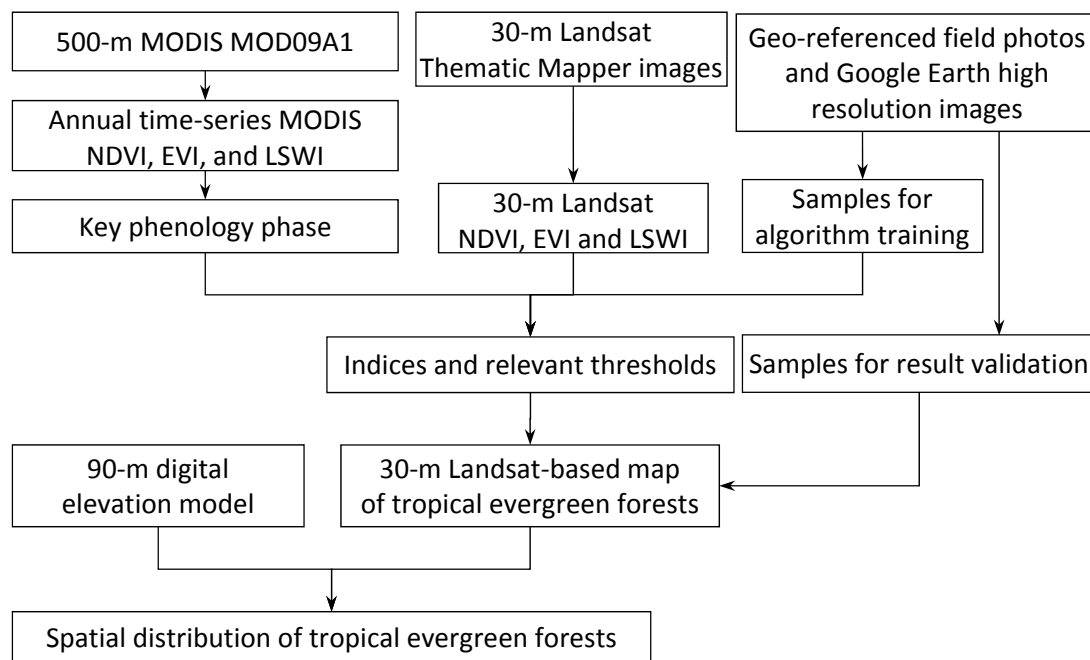 500-m MODIS MOD09A1
30-m Landsat
Thematic Mapper images
Geo-referenced field photos
and Google Earth high
resolution images
Annual time-series MODIS
NDVI, EVI, and LSWI
Key phenology phase
30-m Landsat
NDVI, EVI and LSWI
Samples for
algorithm training
Indices and relevant thresholds
Samples for result validation
90-m digital
elevation model
30-m Landsat-based map
of tropical evergreen forests
Spatial distribution of tropical evergreen forests